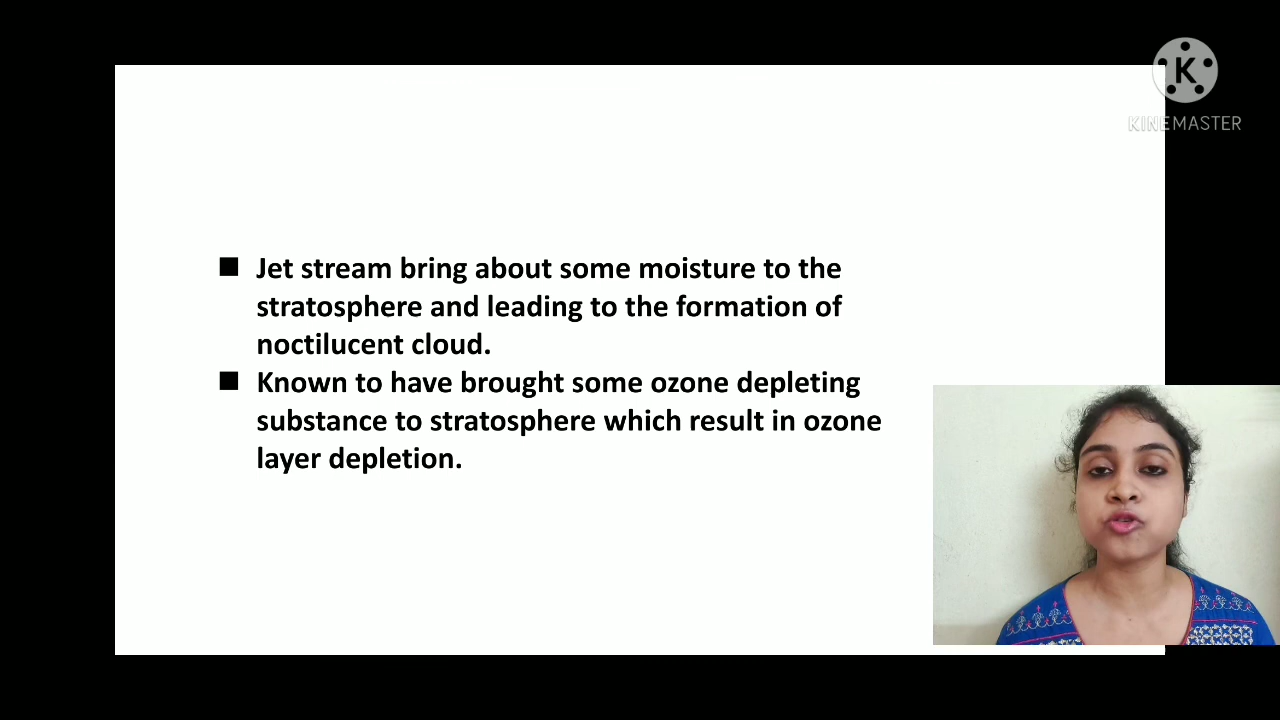 K
KINEMASTER
■ Jet stream bring about some moisture to the
stratosphere and leading to the formation of
noctilucent cloud.
■ Known to have brought some ozone depleting
substance to stratosphere which result in ozone
layer depletion.